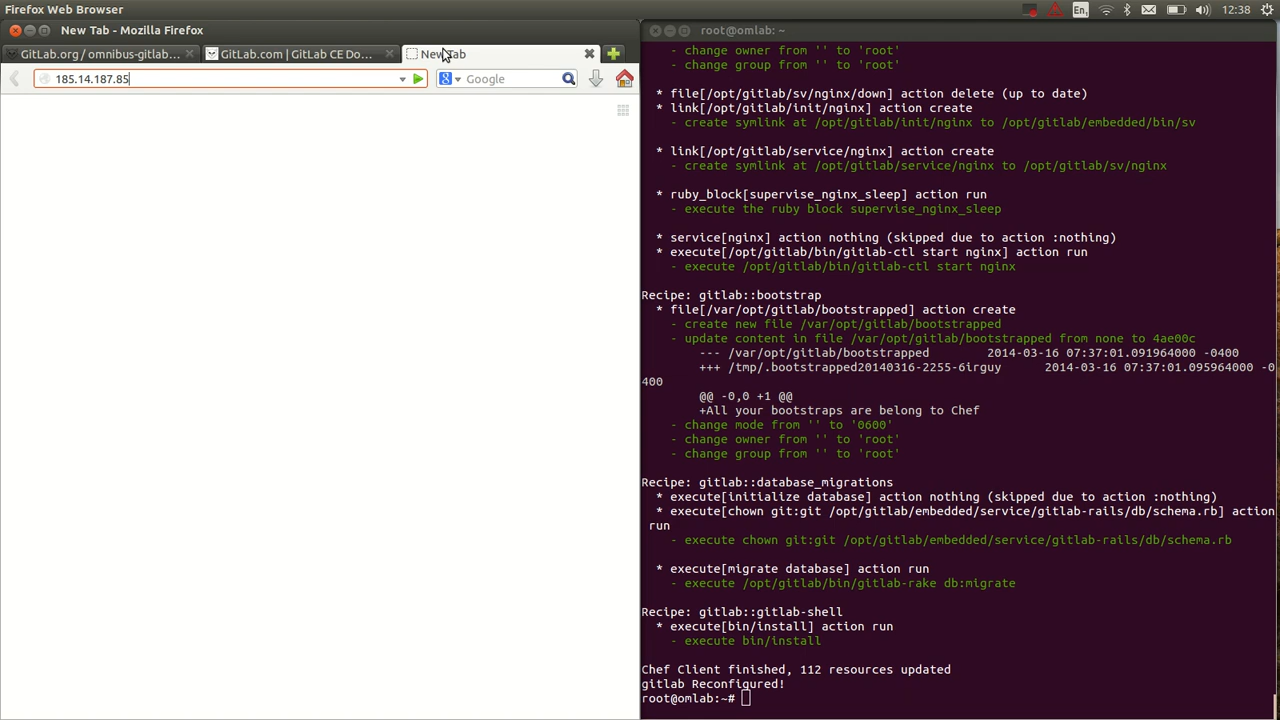 Firefox Web Browser
En1
12:38
New Tab - Mozilla Firefox
GitLab.org / omnibus-gitlab...
GitLab.com | GitLab CE Do...
New Tab
185.14.187.85
Google
root@omlab: ~
- change owner from '' to 'root'
- change group from '' to 'root'
* file[/opt/gitlab/sv/nginx/down] action delete (up to date)
* link[/opt/gitlab/init/nginx] action create
- create symlink at /opt/gitlab/init/nginx to /opt/gitlab/embedded/bin/sv
* link[/opt/gitlab/service/nginx] action create
- create symlink at /opt/gitlab/service/nginx to /opt/gitlab/sv/nginx
* ruby_block[supervise_nginx_sleep] action run
- execute the ruby block supervise_nginx_sleep
* service[nginx] action nothing (skipped due to action :nothing)
* execute[/opt/gitlab/bin/gitlab-ctl start nginx] action run
- execute /opt/gitlab/bin/gitlab-ctl start nginx
Recipe: gitlab::bootstrap
* file[/var/opt/gitlab/bootstrapped] action create
- create new file /var/opt/gitlab/bootstrapped
- update content in file /var/opt/gitlab/bootstrapped from none to 4ae00c
--- /var/opt/gitlab/bootstrapped 2014-03-16 07:37:01.091964000 -0400
+++ /tmp/.bootstrapped20140316-2255-6irguy 2014-03-16 07:37:01.095964000 -0
400
@@ -0,0 +1 @@
+All your bootstraps are belong to Chef
- change mode from '' to '0600'
- change owner from '' to 'root'
- change group from '' to 'root'
Recipe: gitlab::database_migrations
* execute[initialize database] action nothing (skipped due to action :nothing)
* execute[chown git:git /opt/gitlab/embedded/service/gitlab-rails/db/schema.rb] action
run
- execute chown git:git /opt/gitlab/embedded/service/gitlab-rails/db/schema.rb
* execute[migrate database] action run
- execute /opt/gitlab/bin/gitlab-rake db:migrate
Recipe: gitlab::gitlab-shell
* execute[bin/install] action run
- execute bin/install
Chef Client finished, 112 resources updated
gitlab Reconfigured!
root@omlab:~#